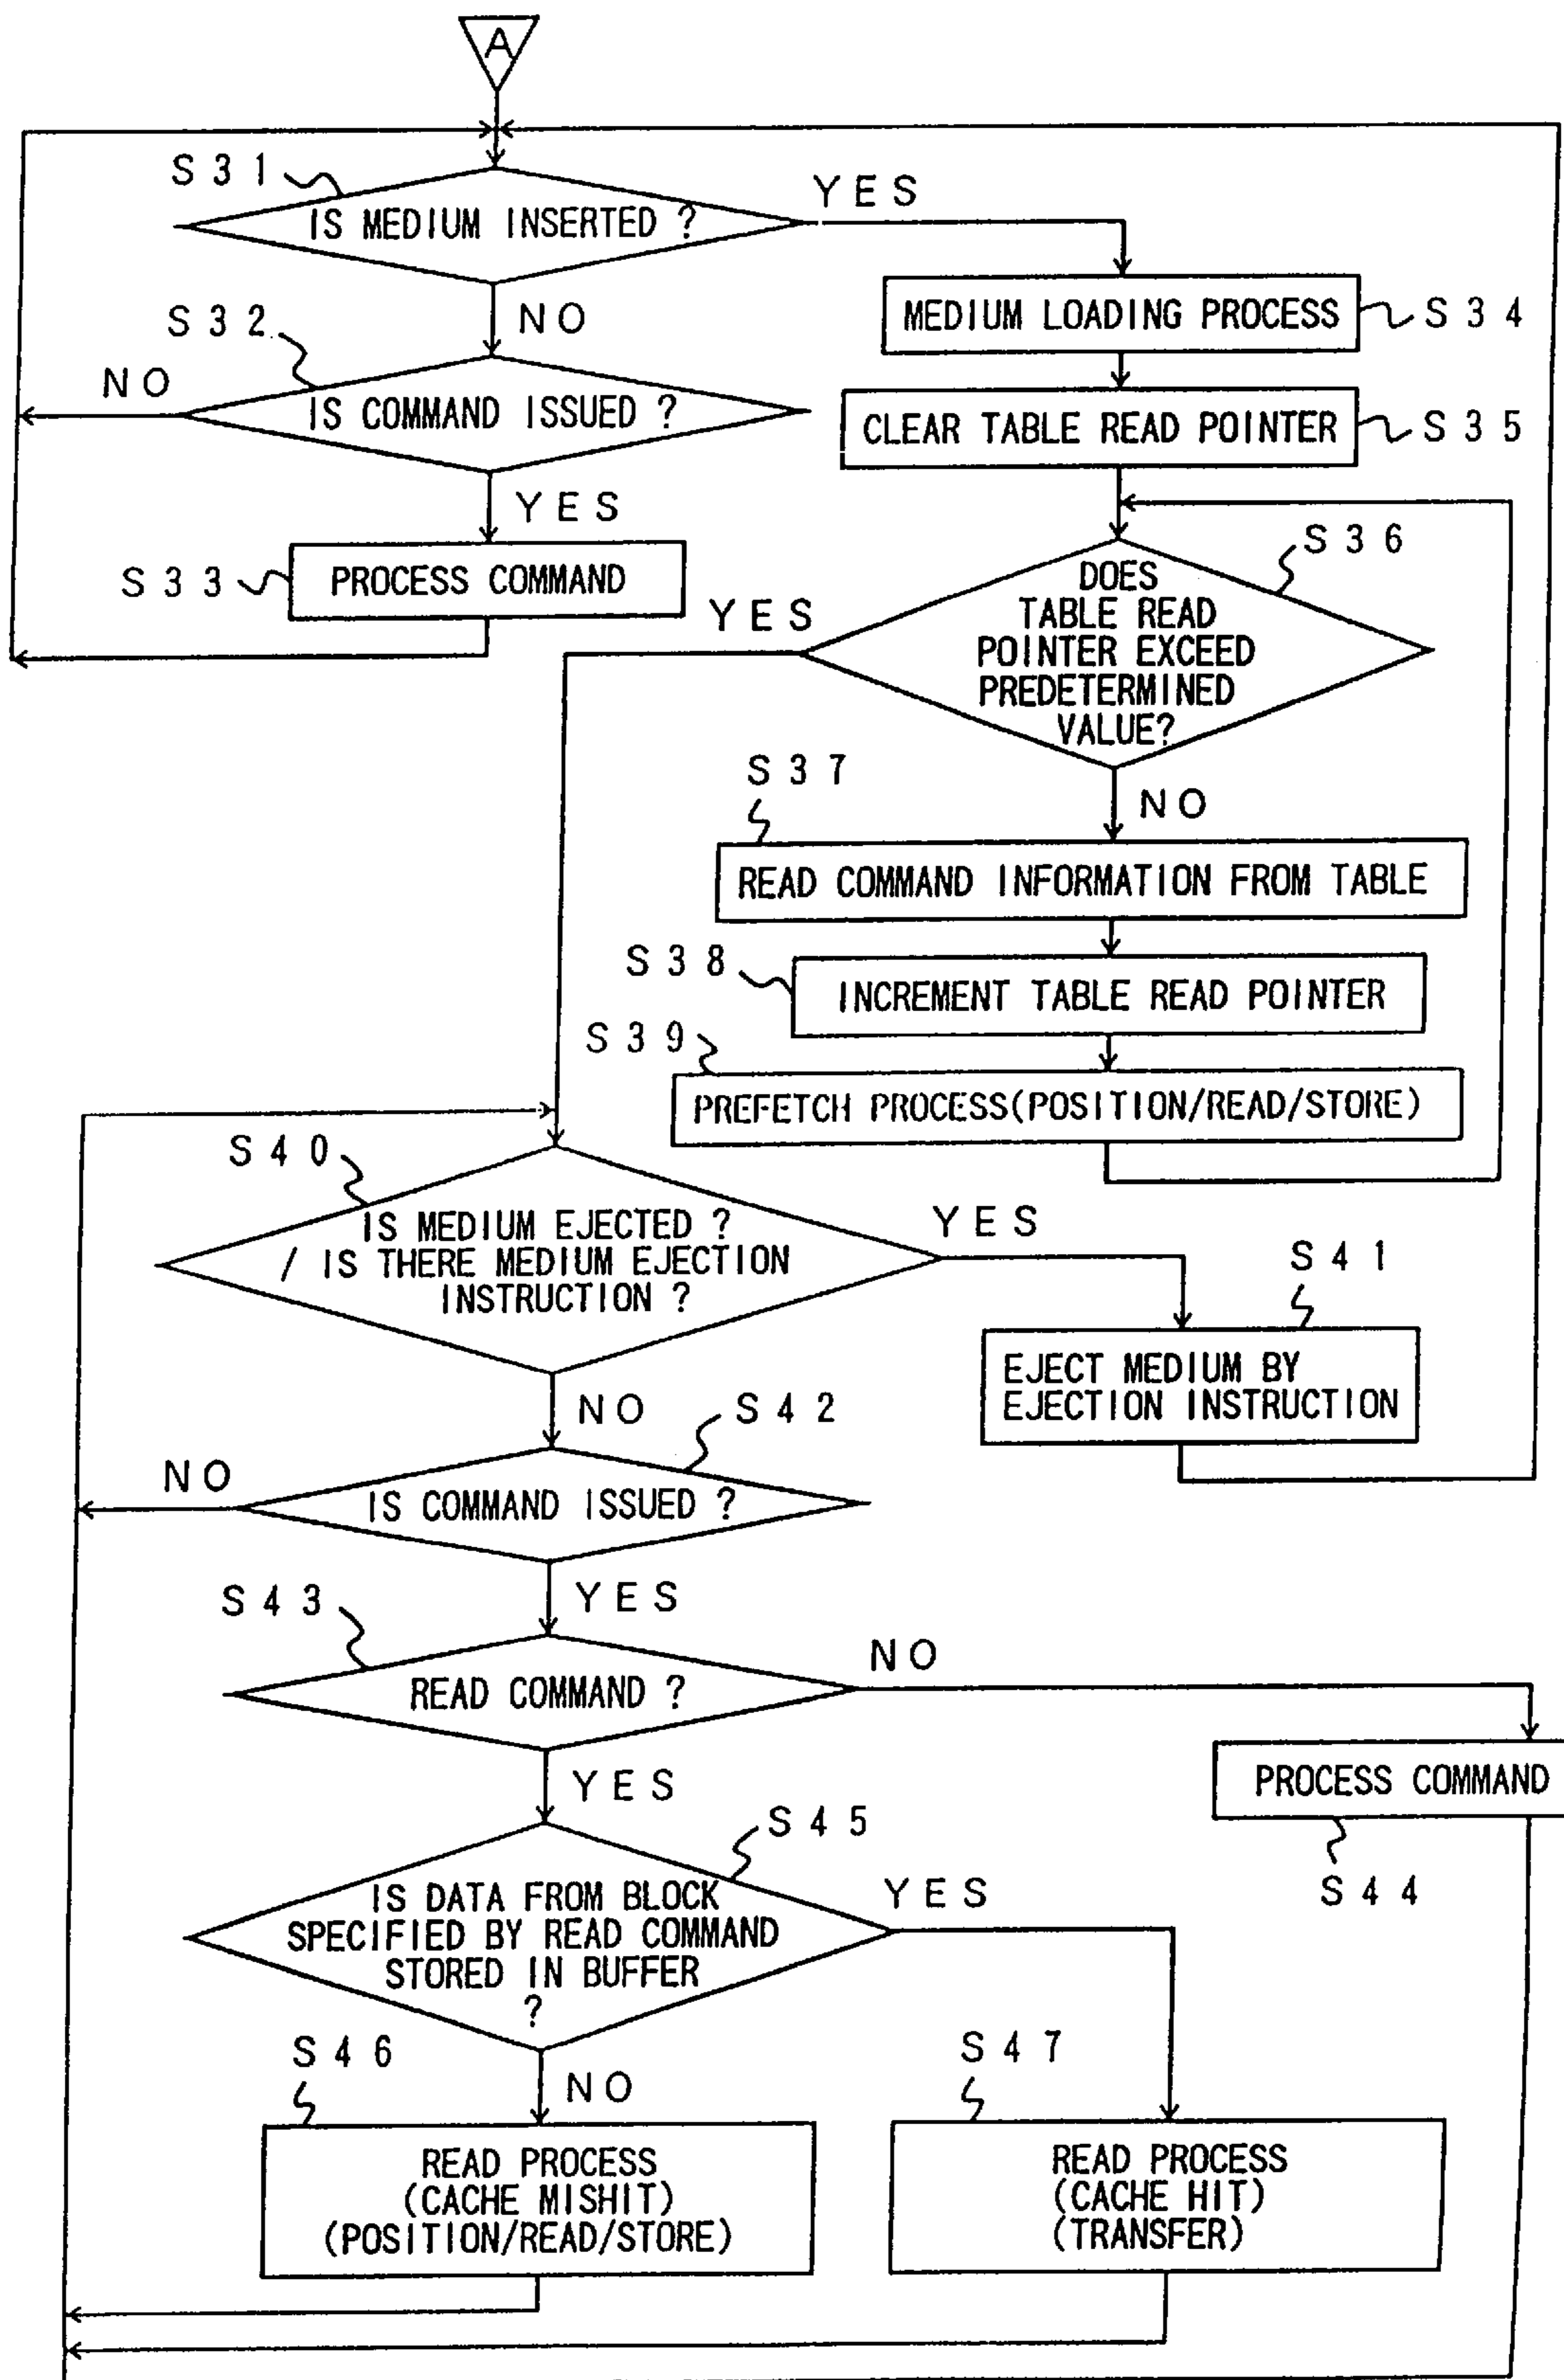 A
S31
IS MEDIUM INSERTED ?
YES
NO
MEDIUM LOADING PROCESS
S34
S32
NO
IS COMMAND ISSUED ?
CLEAR TABLE READ POINTER
S35
YES
S33
PROCESS COMMAND
S36
DOES
TABLE READ
POINTER EXCEED
PREDETERMINED
VALUE?
YES
NO
S37
READ COMMAND INFORMATION FROM TABLE
S38
INCREMENT TABLE READ POINTER
S39
PREFETCH PROCESS(POSITION/READ/STORE)
S40
IS MEDIUM EJECTED ?
/ IS THERE MEDIUM EJECTION
INSTRUCTION ?
YES
S41
EJECT MEDIUM BY
EJECTION INSTRUCTION
NO
S42
NO
IS COMMAND ISSUED ?
YES
S43
READ COMMAND ?
NO
PROCESS COMMAND
S44
YES
S45
IS DATA FROM BLOCK
SPECIFIED BY READ COMMAND
STORED IN BUFFER
?
YES
NO
S46
READ PROCESS
(CACHE MISHIT)
(POSITION/READ/STORE)
S47
READ PROCESS
(CACHE HIT)
(TRANSFER)